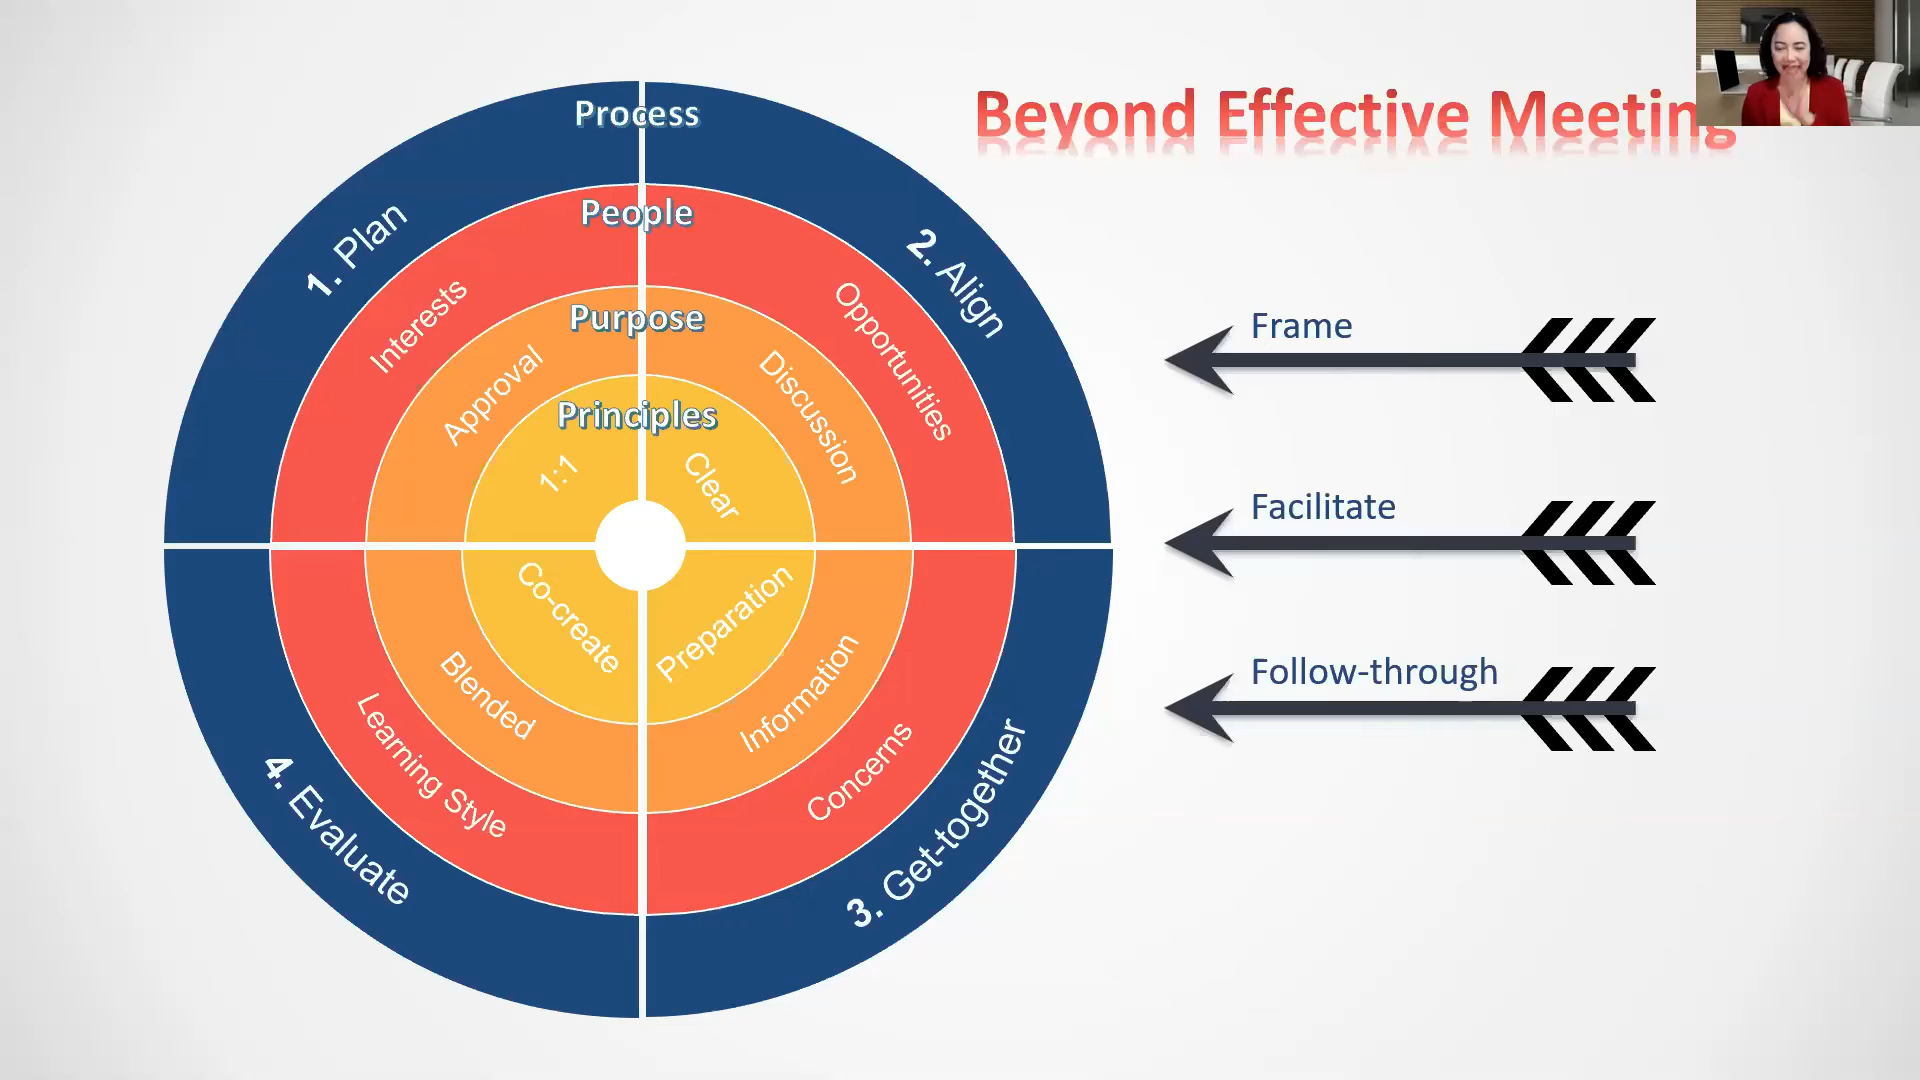 Beyond Effective Meeting
Process
People
Purpose
Principles
1. Plan
2. Align
3. Get-together
4. Evaluate
Interests
Opportunities
Concerns
Learning Style
Approval
Discussion
Information
Blended
1:1
Clear
Preparation
Co-create
Frame
Facilitate
Follow-through